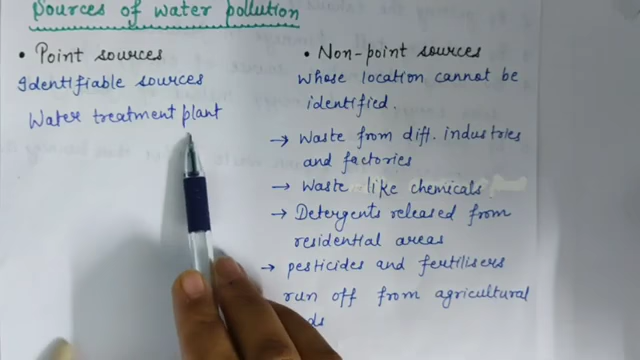 Sources of water pollution
• Point sources
Identifiable sources
Water treatment plant
• Non-point sources
whose location cannot be
identified.
→ Waste from diff. industries
and factories
→ Waste like chemicals
→ Detergents released from
residential areas
→ pesticides and fertilisers
run off from agricultural
ds